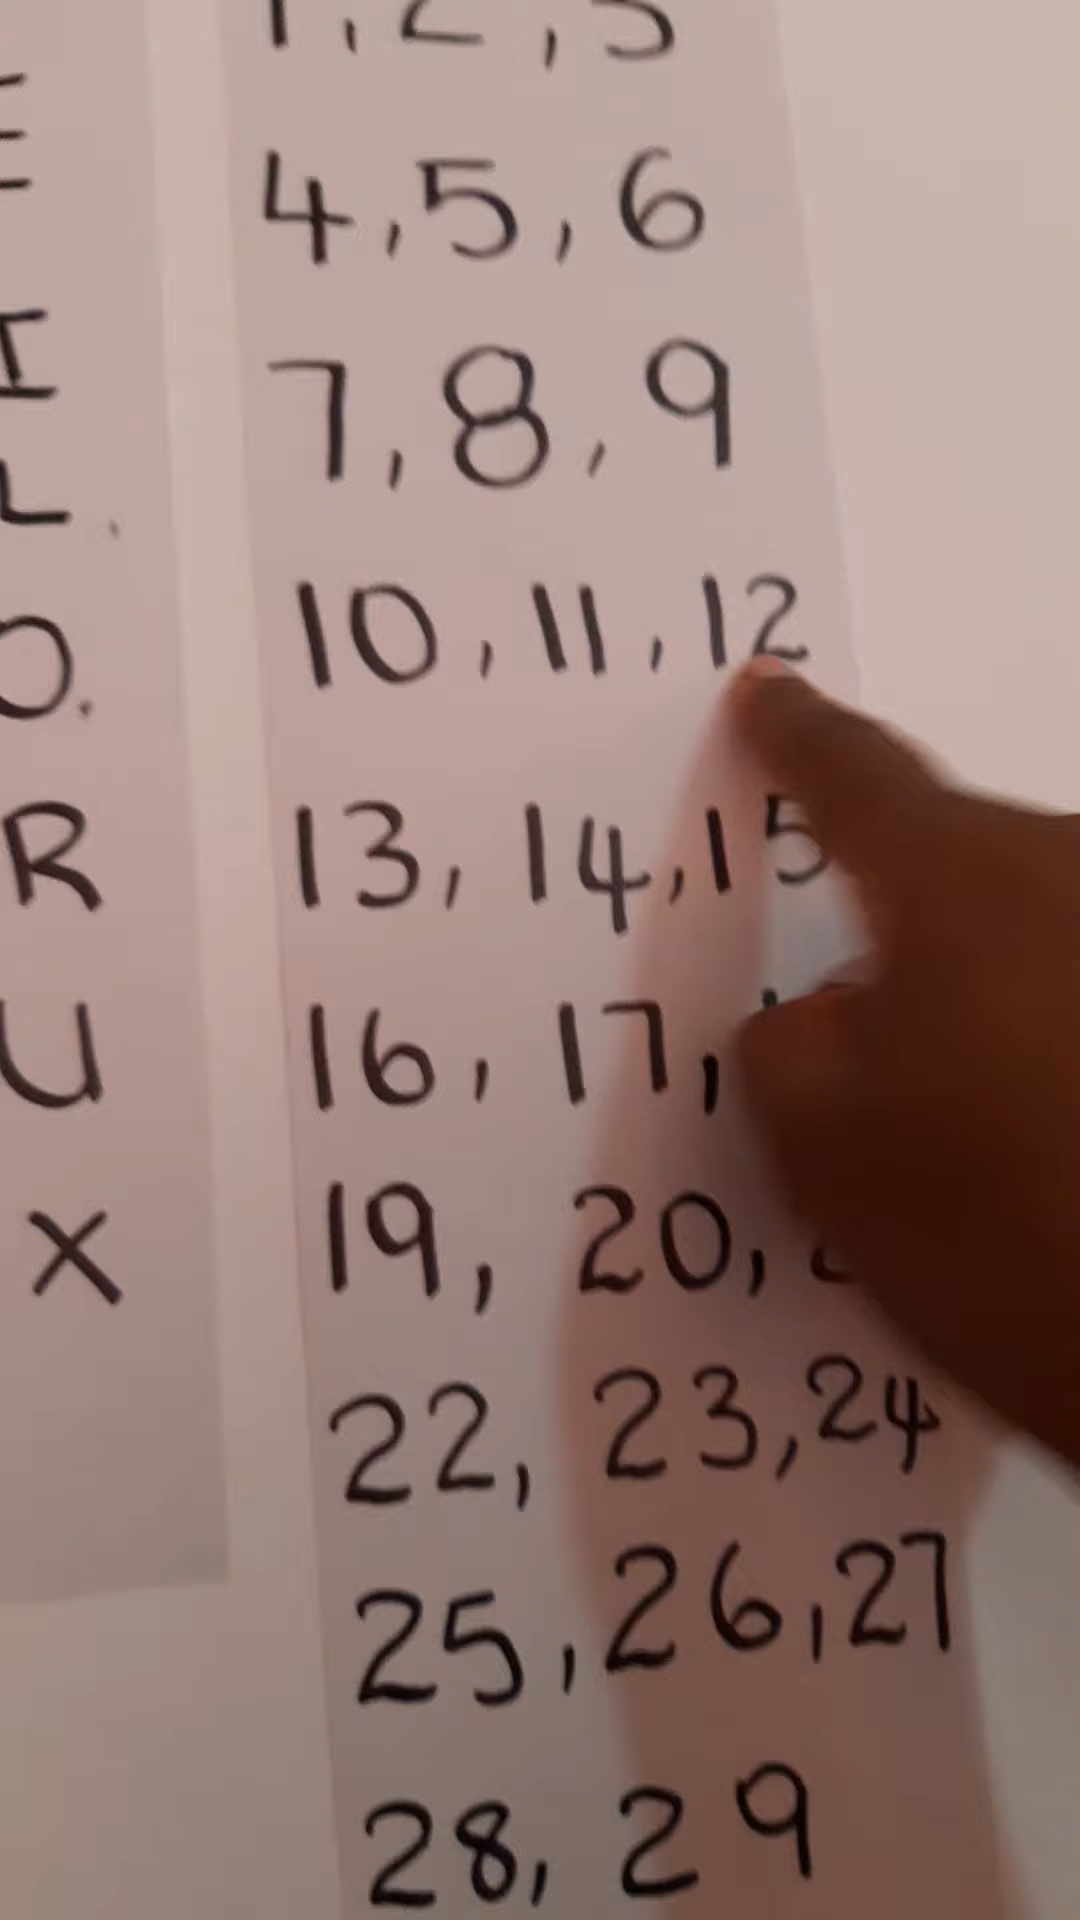 1, 2, 3
4, 5, 6
I
7, 8, 9
L.
O.
10, 11, 12
R
13, 14, 15
U
16, 17,
X
19, 20,
22, 23, 24
25, 26, 27
28, 29